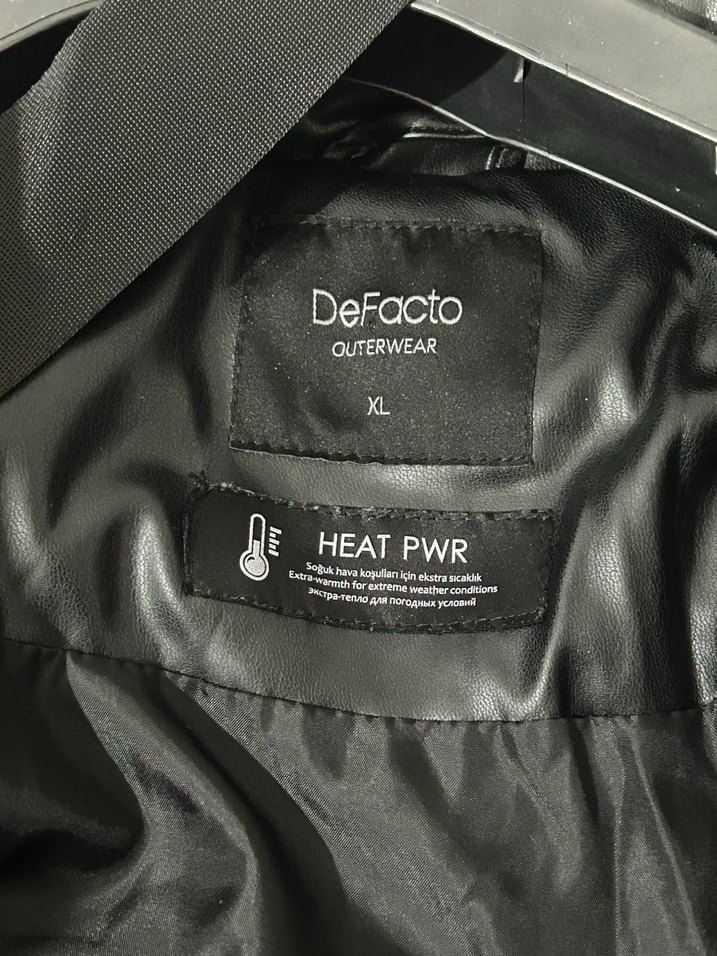 DeFacto
OUTERWEAR
XL
HEAT PWR
Soğuk hava koşulları için ekstra sıcaklık
Extra-warmth for extreme weather conditions
экстра-тепло для погодных условий